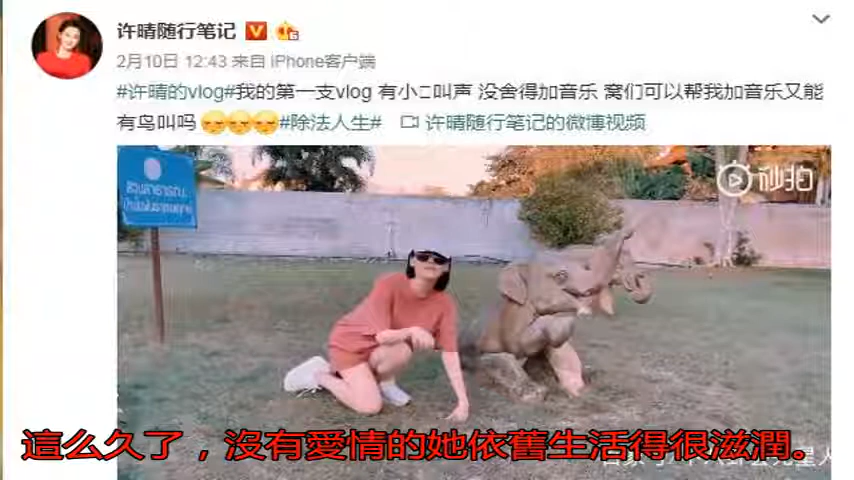 许晴随行笔记
2月10日 12:43 来自 iPhone客户端
#许晴的vlog#我的第一支vlog 有小□叫声 没舍得加音乐 窝们可以帮我加音乐又能
有鸟叫吗 #除法人生# 许晴随行笔记的微博视频
秒拍
這么久了，沒有愛情的她依舊生活得很滋潤。